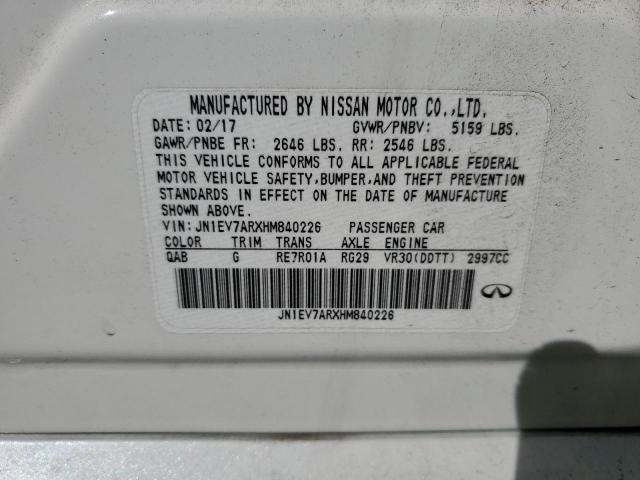 MANUFACTURED BY NISSAN MOTOR CO.,LTD.
DATE: 02/17 GVWR/PNBV: 5159 LBS.
GAWR/PNBE FR: 2646 LBS. RR: 2546 LBS.
THIS VEHICLE CONFORMS TO ALL APPLICABLE FEDERAL
MOTOR VEHICLE SAFETY,BUMPER,AND THEFT PREVENTION
STANDARDS IN EFFECT ON THE DATE OF MANUFACTURE
SHOWN ABOVE.
VIN: JN1EV7ARXHM840226 PASSENGER CAR
COLOR TRIM TRANS AXLE ENGINE
QAB G RE7R01A RG29 VR30(DDTT) 2997CC
JN1EV7ARXHM840226